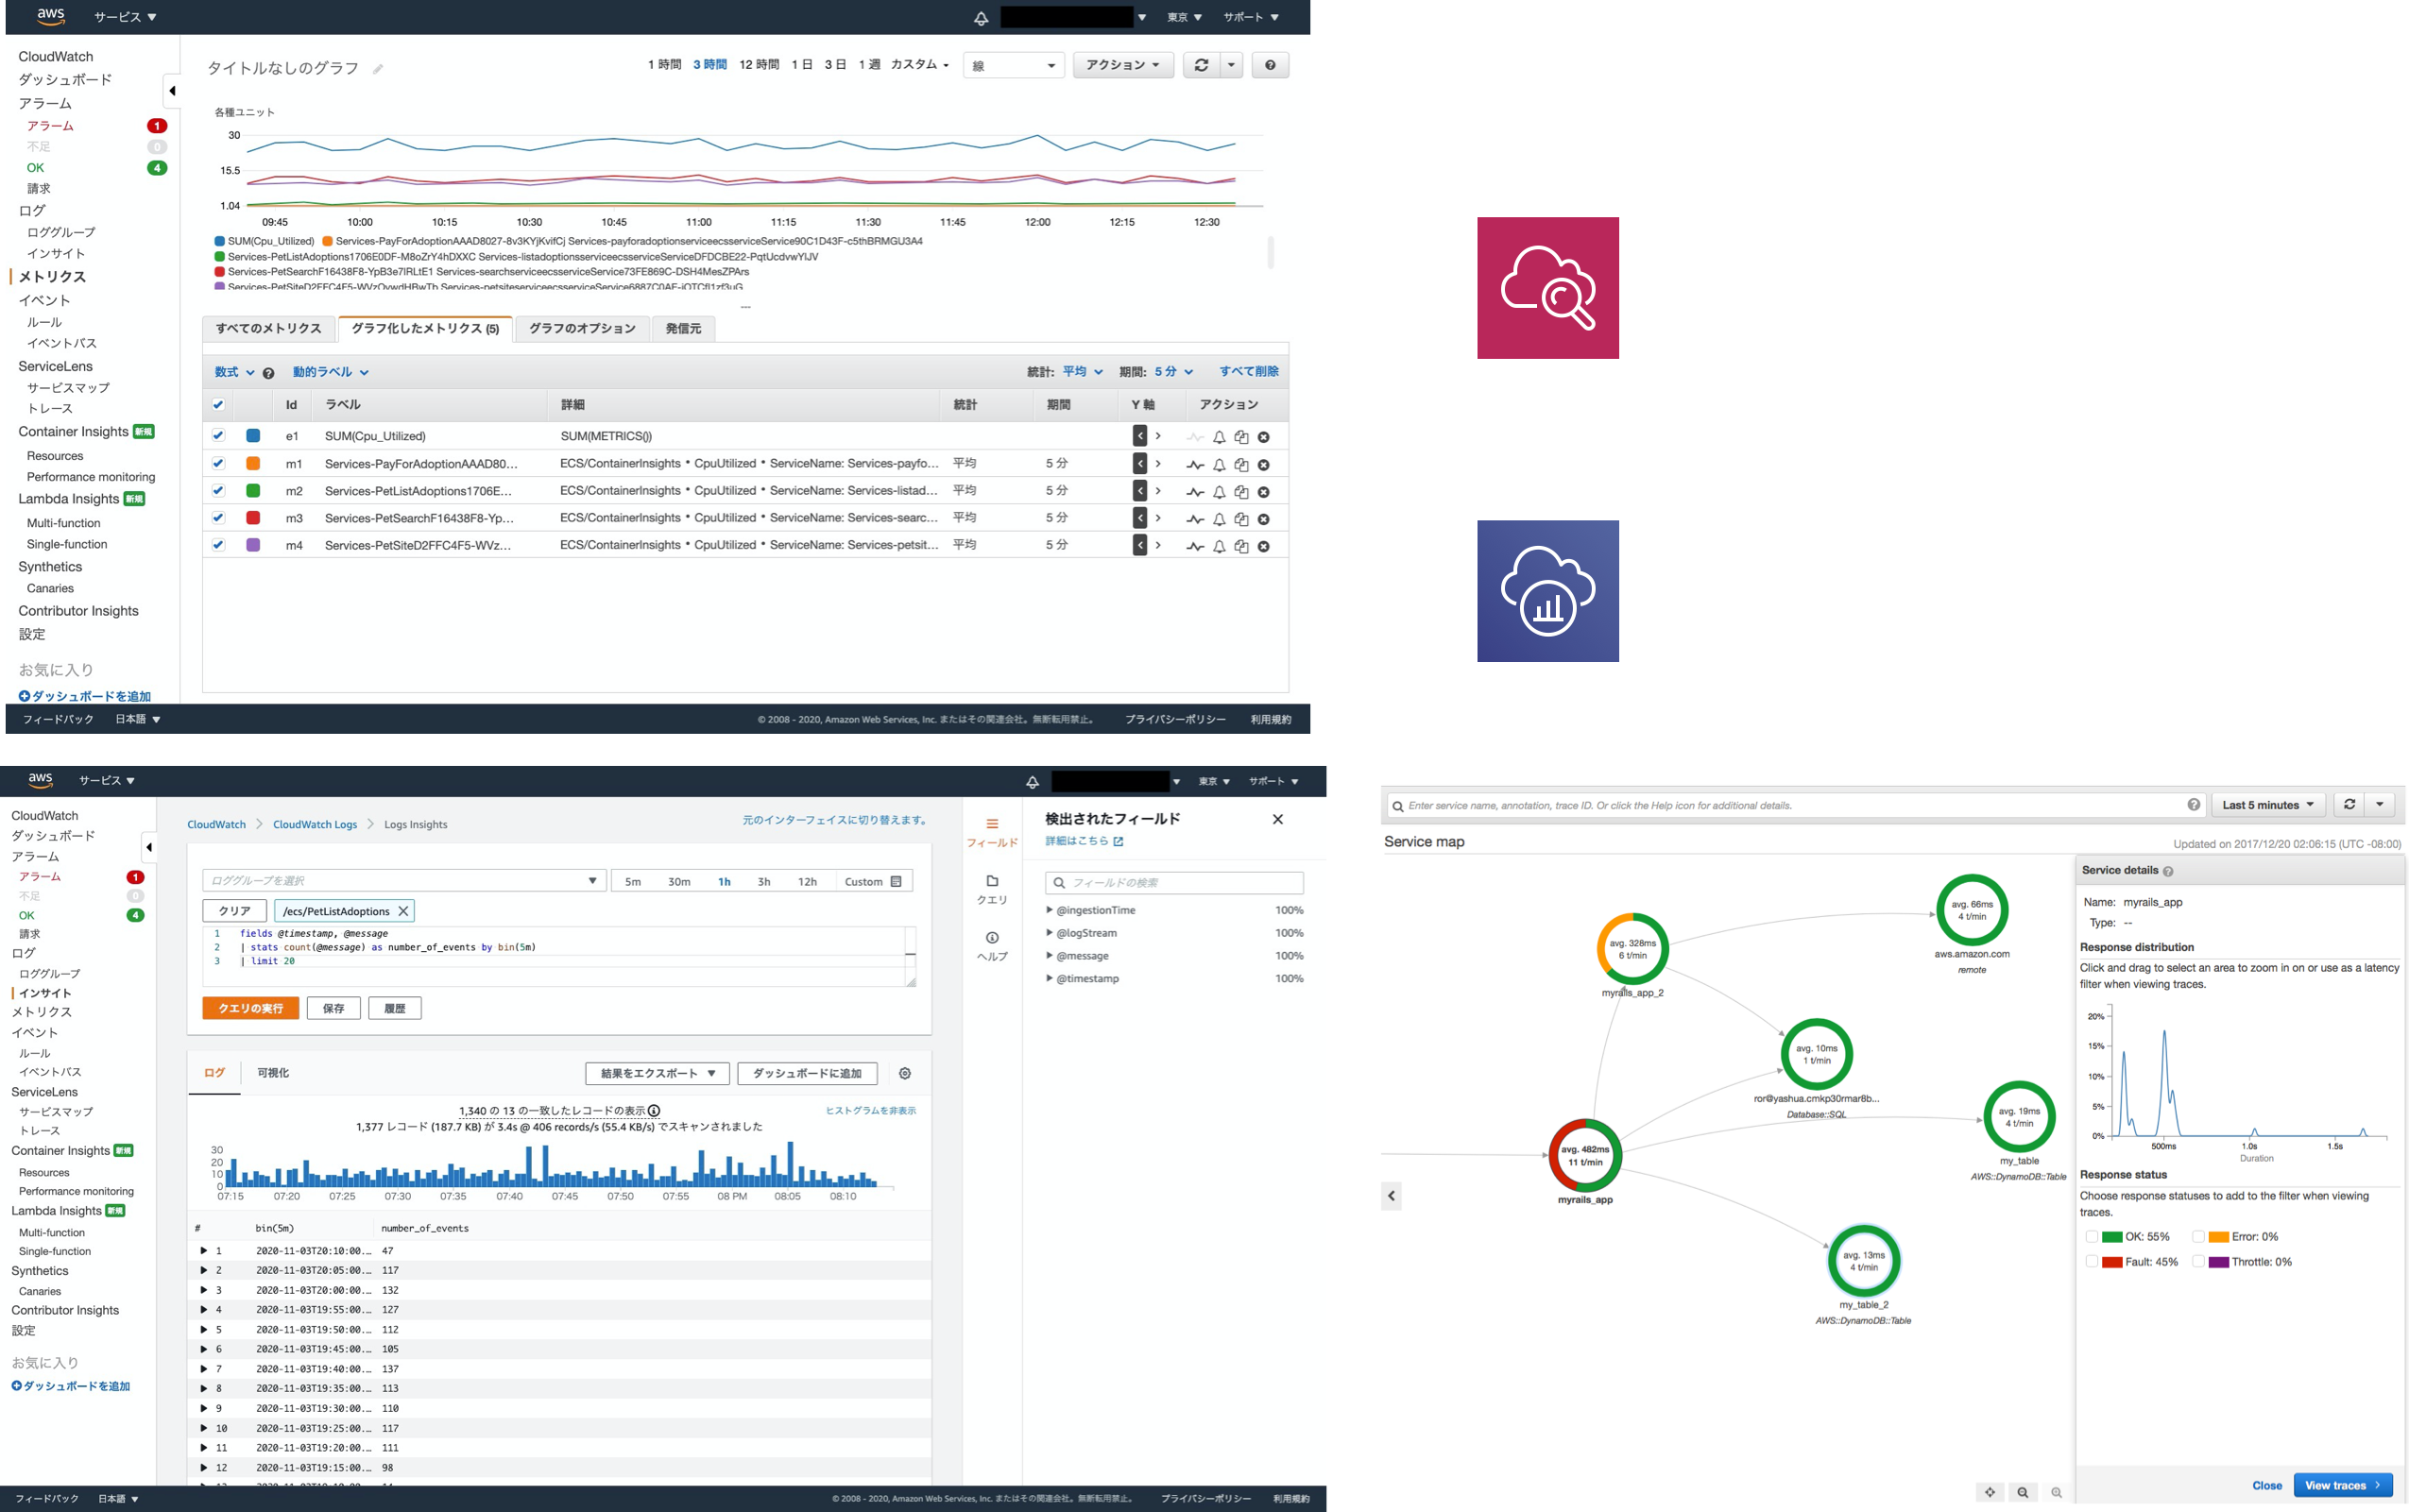 aws サービス 東京 サポート
CloudWatch
ダッシュボード
アラーム
アラーム 1
不足 0
OK 4
請求
ログ
ロググループ
インサイト
メトリクス
イベント
ルール
イベントバス
ServiceLens
サービスマップ
トレース
Container Insights 新規
Resources
Performance monitoring
Lambda Insights 新規
Multi-function
Single-function
Synthetics
Canaries
Contributor Insights
設定
お気に入り
ダッシュボードを追加
タイトルなしのグラフ 1 時間 3 時間 12 時間 1 日 3 日 1 週 カスタム 線 アクション
各種ユニット
30
15.5
1.04
09:45 10:00 10:15 10:30 10:45 11:00 11:15 11:30 11:45 12:00 12:15 12:30
SUM(Cpu_Utilized) Services-PayForAdoptionAAAD8027-8v3KYjKvifCj Services-payforadoptionserviceecsserviceService90C1D43F-c5thBRMGU3A4
Services-PetListAdoptions1706E0DF-M8oZrY4hDXXC Services-listadoptionsserviceecsserviceServiceDFDCBE22-PqtUcdvwYIJV
Services-PetSearchF16438F8-YpB3e7lRLtE1 Services-searchserviceecsserviceService73FE869C-DSH4MesZPArs
すべてのメトリクス グラフ化したメトリクス (5) グラフのオプション 発信元
数式 動的ラベル 統計: 平均 期間: 5 分 すべて削除
Id ラベル 詳細 統計 期間 Y 軸 アクション
e1 SUM(Cpu_Utilized) SUM(METRICS())
m1 Services-PayForAdoptionAAAD80... ECS/ContainerInsights • CpuUtilized • ServiceName: Services-payfo... 平均 5 分
m2 Services-PetListAdoptions1706E... ECS/ContainerInsights • CpuUtilized • ServiceName: Services-listad... 平均 5 分
m3 Services-PetSearchF16438F8-Yp... ECS/ContainerInsights • CpuUtilized • ServiceName: Services-searc... 平均 5 分
m4 Services-PetSiteD2FFC4F5-WVz... ECS/ContainerInsights • CpuUtilized • ServiceName: Services-petsit... 平均 5 分
フィードバック 日本語 © 2008 - 2020, Amazon Web Services, Inc. またはその関連会社。無断転用禁止。 プライバシーポリシー 利用規約
aws サービス 東京 サポート
CloudWatch
ダッシュボード
アラーム
アラーム 1
不足 0
OK 4
請求
ログ
ロググループ
インサイト
メトリクス
イベント
ルール
イベントバス
ServiceLens
サービスマップ
トレース
Container Insights 新規
Resources
Performance monitoring
Lambda Insights 新規
Multi-function
Single-function
Synthetics
Canaries
Contributor Insights
設定
お気に入り
ダッシュボードを追加
CloudWatch CloudWatch Logs Logs Insights 元のインターフェイスに切り替えます。
ロググループを選択 5m 30m 1h 3h 12h Custom
クリア /ecs/PetListAdoptions
1 fields @timestamp, @message
2 | stats count(@message) as number_of_events by bin(5m)
3 | limit 20
クエリの実行 保存 履歴
ログ 可視化 結果をエクスポート ダッシュボードに追加
1,340 の 13 の一致したレコードの表示 ヒストグラムを非表示
1,377 レコード (187.7 KB) が 3.4s @ 406 records/s (55.4 KB/s) でスキャンされました
30
20
10
0
07:15 07:20 07:25 07:30 07:35 07:40 07:45 07:50 07:55 08 PM 08:05 08:10
# bin(5m) number_of_events
1 2020-11-03T20:10:00... 47
2 2020-11-03T20:05:00... 117
3 2020-11-03T20:00:00... 132
4 2020-11-03T19:55:00... 127
5 2020-11-03T19:50:00... 112
6 2020-11-03T19:45:00... 105
7 2020-11-03T19:40:00... 137
8 2020-11-03T19:35:00... 113
9 2020-11-03T19:30:00... 110
10 2020-11-03T19:25:00... 117
11 2020-11-03T19:20:00... 111
12 2020-11-03T19:15:00... 98
フィールド
クエリ
ヘルプ
検出されたフィールド
詳細はこちら
フィールドの検索
@ingestionTime 100%
@logStream 100%
@message 100%
@timestamp 100%
フィードバック 日本語 © 2008 - 2020, Amazon Web Services, Inc. またはその関連会社。無断転用禁止。 プライバシーポリシー 利用規約
Enter service name, annotation, trace ID. Or click the Help icon for additional details. Last 5 minutes
Service map Updated on 2017/12/20 02:06:15 (UTC -08:00)
avg. 66ms
4 t/min
aws.amazon.com
remote
avg. 328ms
6 t/min
myrails_app_2
avg. 10ms
1 t/min
ror@yashua.cmkp30rmar8b...
Database::SQL
avg. 19ms
4 t/min
my_table
AWS::DynamoDB::Table
avg. 482ms
11 t/min
myrails_app
avg. 13ms
4 t/min
my_table_2
AWS::DynamoDB::Table
Service details
Name: myrails_app
Type: --
Response distribution
Click and drag to select an area to zoom in on or use as a latency
filter when viewing traces.
20%
15%
10%
5%
0%
500ms 1.0s 1.5s
Duration
Response status
Choose response statuses to add to the filter when viewing
traces.
OK: 55% Error: 0%
Fault: 45% Throttle: 0%
Close View traces